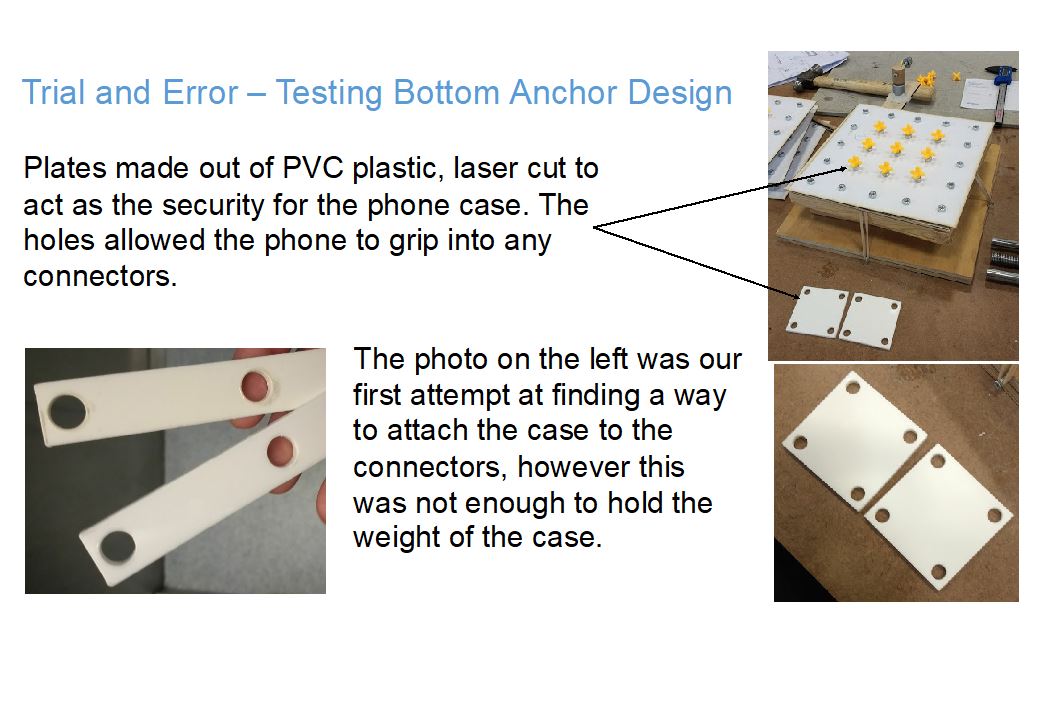 Trial and Error – Testing Bottom Anchor Design
Plates made out of PVC plastic, laser cut to
act as the security for the phone case. The
holes allowed the phone to grip into any
connectors.
The photo on the left was our
first attempt at finding a way
to attach the case to the
connectors, however this
was not enough to hold the
weight of the case.